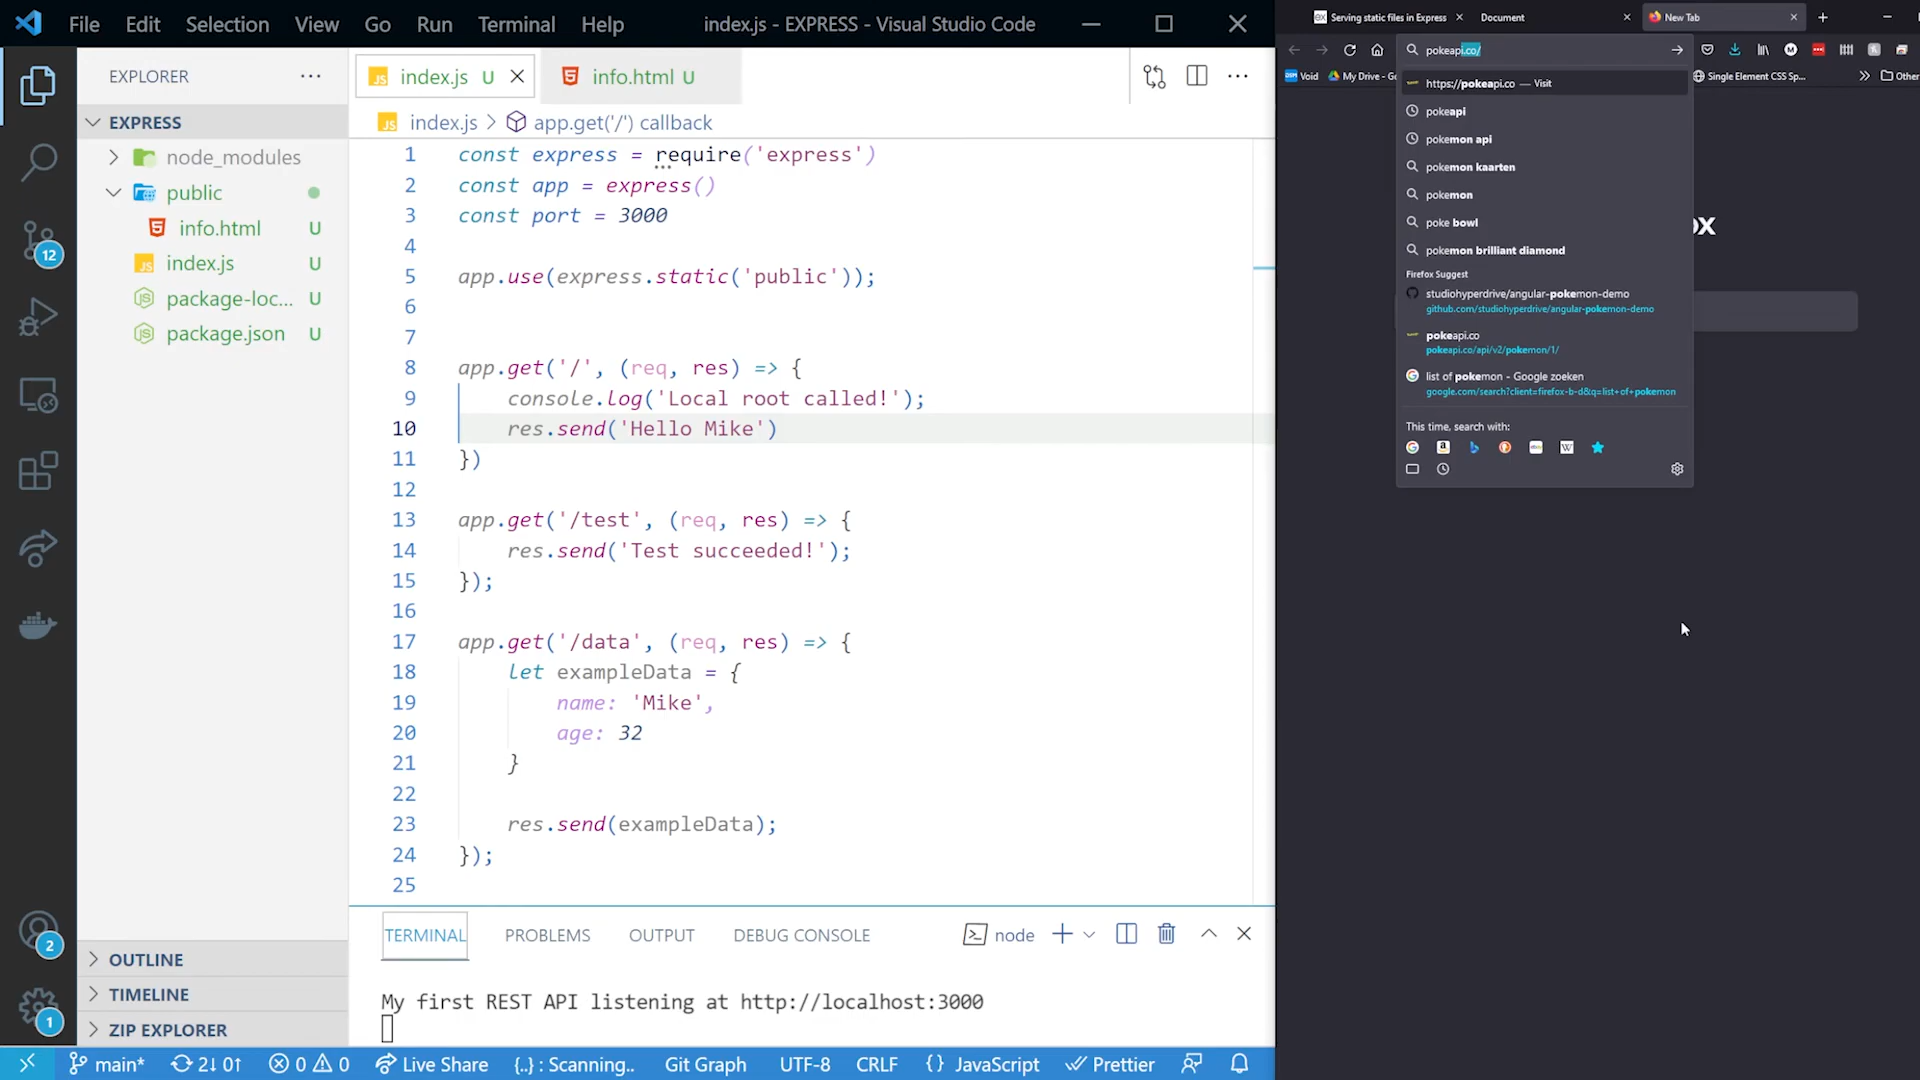 File Edit Selection View Go Run Terminal Help
index.js - EXPRESS - Visual Studio Code
EXPLORER
EXPRESS
node_modules
public
info.html U
index.js U
package-loc... U
package.json U
OUTLINE
TIMELINE
ZIP EXPLORER
12
2
1
index.js U
info.html U
index.js > app.get('/') callback
1 const express = require('express')
2 const app = express()
3 const port = 3000
4
5 app.use(express.static('public'));
6
7
8 app.get('/', (req, res) => {
9 console.log('Local root called!');
10 res.send('Hello Mike')
11 })
12
13 app.get('/test', (req, res) => {
14 res.send('Test succeeded!');
15 });
16
17 app.get('/data', (req, res) => {
18 let exampleData = {
19 name: 'Mike',
20 age: 32
21 }
22
23 res.send(exampleData);
24 });
25
TERMINAL PROBLEMS OUTPUT DEBUG CONSOLE
node
My first REST API listening at http://localhost:3000
main* 2↓ 0↑ 0 0 Live Share {..} : Scanning.. Git Graph UTF-8 CRLF {} JavaScript Prettier
Serving static files in Express
Document
New Tab
pokeapi.co/
Void
My Drive - Go
Single Element CSS Sp...
Other
https://pokeapi.co — Visit
pokeapi
pokemon api
pokemon kaarten
pokemon
poke bowl
pokemon brilliant diamond
Firefox Suggest
studiohyperdrive/angular-pokemon-demo
github.com/studiohyperdrive/angular-pokemon-demo
pokeapi.co
pokeapi.co/api/v2/pokemon/1/
list of pokemon - Google zoeken
google.com/search?client=firefox-b-d&q=list+of+pokemon
This time, search with:
ox